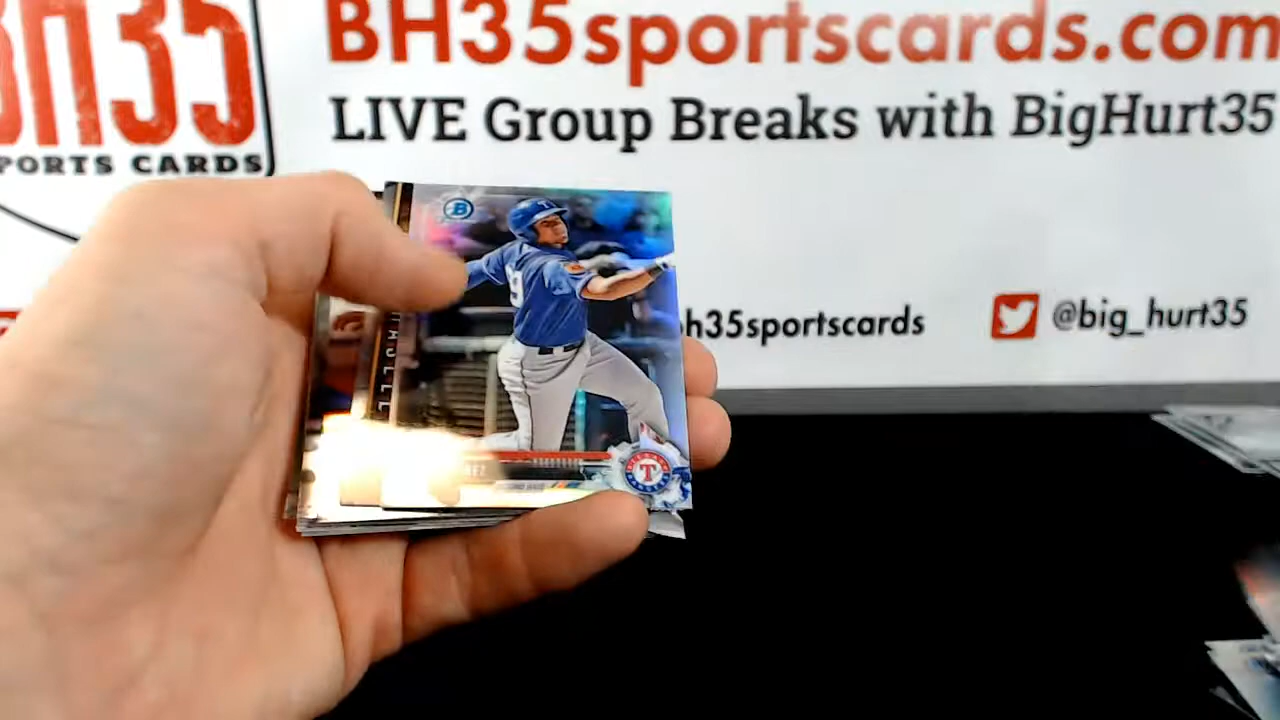 BH35
PORTS CARDS
BH35sportscards.com
LIVE Group Breaks with BigHurt35
h35sportscards
@big_hurt35
B
T
T